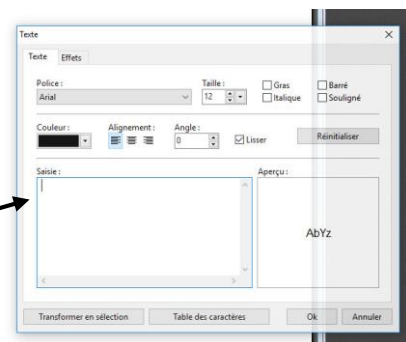 Texte
Texte Effets
Police : Taille : Gras Barré
Arial 12 Italique Souligné
Couleur : Alignement : Angle :
0 Lisser Réinitialiser
Saisie : Aperçu :
AbYz
Transformer en sélection Table des caractères Ok Annuler